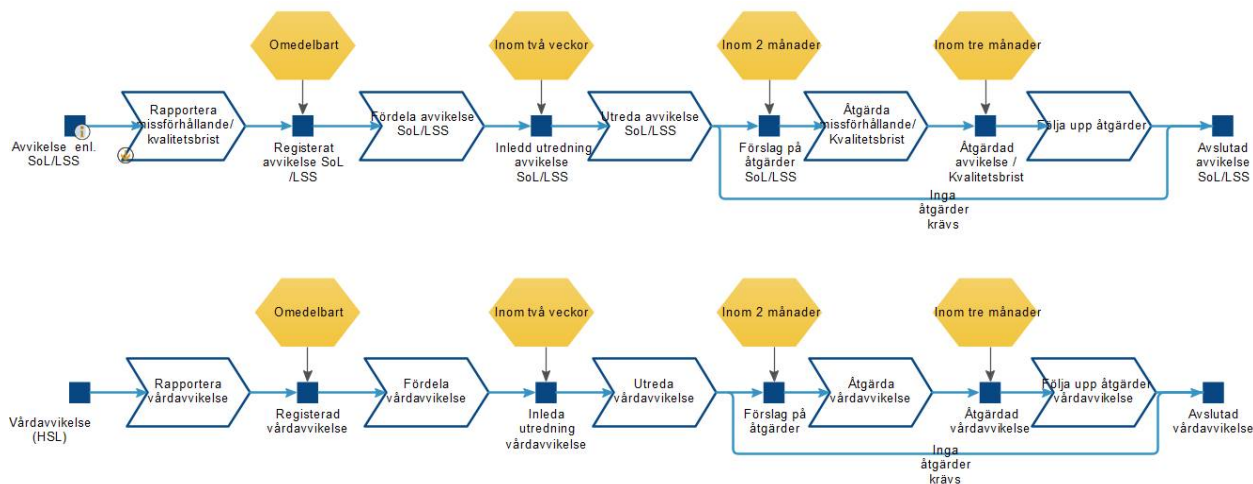 Omedelbart
Inom två veckor
Inom 2 månader
Inom tre månader
Rapportera
missförhållande/
kvalitetsbrist
Fördela avvikelse
SoL/LSS
Utreda avvikelse
SoL/LSS
Åtgärda
missförhållande/
Kvalitetsbrist
Följa upp åtgärder
Avvikelse enl.
SoL/LSS
Registerat
avvikelse SoL
/LSS
Inledd utredning
avvikelse
SoL/LSS
Förslag på
åtgärder
SoL/LSS
Åtgärdad
avvikelse /
Kvalitetsbrist
Avslutad
avvikelse
SoL/LSS
Inga
åtgärder
krävs
Omedelbart
Inom två veckor
Inom 2 månader
Inom tre månader
Rapportera
vårdavvikelse
Fördela
vårdavvikelse
Utreda
vårdavvikelse
Åtgärda
vårdavvikelse
Följa upp åtgärder
vårdavvikelse
Vårdavvikelse
(HSL)
Registerad
vårdavvikelse
Inleda
utredning
vårdavvikelse
Förslag på
åtgärder
Åtgärdad
vårdavvikelse
Avslutad
vårdavvikelse
Inga
åtgärder
krävs